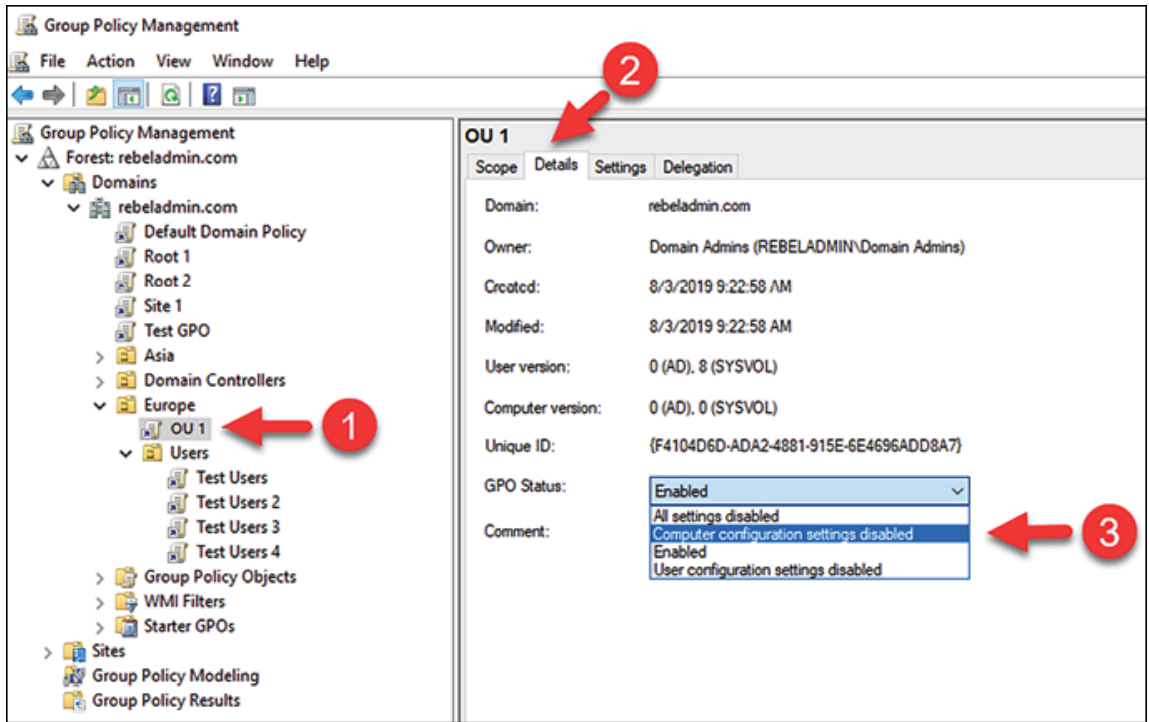 Group Policy Management
File Action View Window Help
2
Group Policy Management
Forest: rebeladmin.com
Domains
rebeladmin.com
Default Domain Policy
Root 1
Root 2
Site 1
Test GPO
Asia
Domain Controllers
Europe
OU 1
1
Users
Test Users
Test Users 2
Test Users 3
Test Users 4
Group Policy Objects
WMI Filters
Starter GPOs
Sites
Group Policy Modeling
Group Policy Results
OU 1
Scope Details Settings Delegation
Domain: rebeladmin.com
Owner: Domain Admins (REBELADMIN\Domain Admins)
Created: 8/3/2019 9:22:58 AM
Modified: 8/3/2019 9:22:58 AM
User version: 0 (AD), 8 (SYSVOL)
Computer version: 0 (AD), 0 (SYSVOL)
Unique ID: {F4104D6D-ADA2-4881-915E-6E4696ADD8A7}
GPO Status: Enabled
All settings disabled
Comment: Computer configuration settings disabled 3
Enabled
User configuration settings disabled